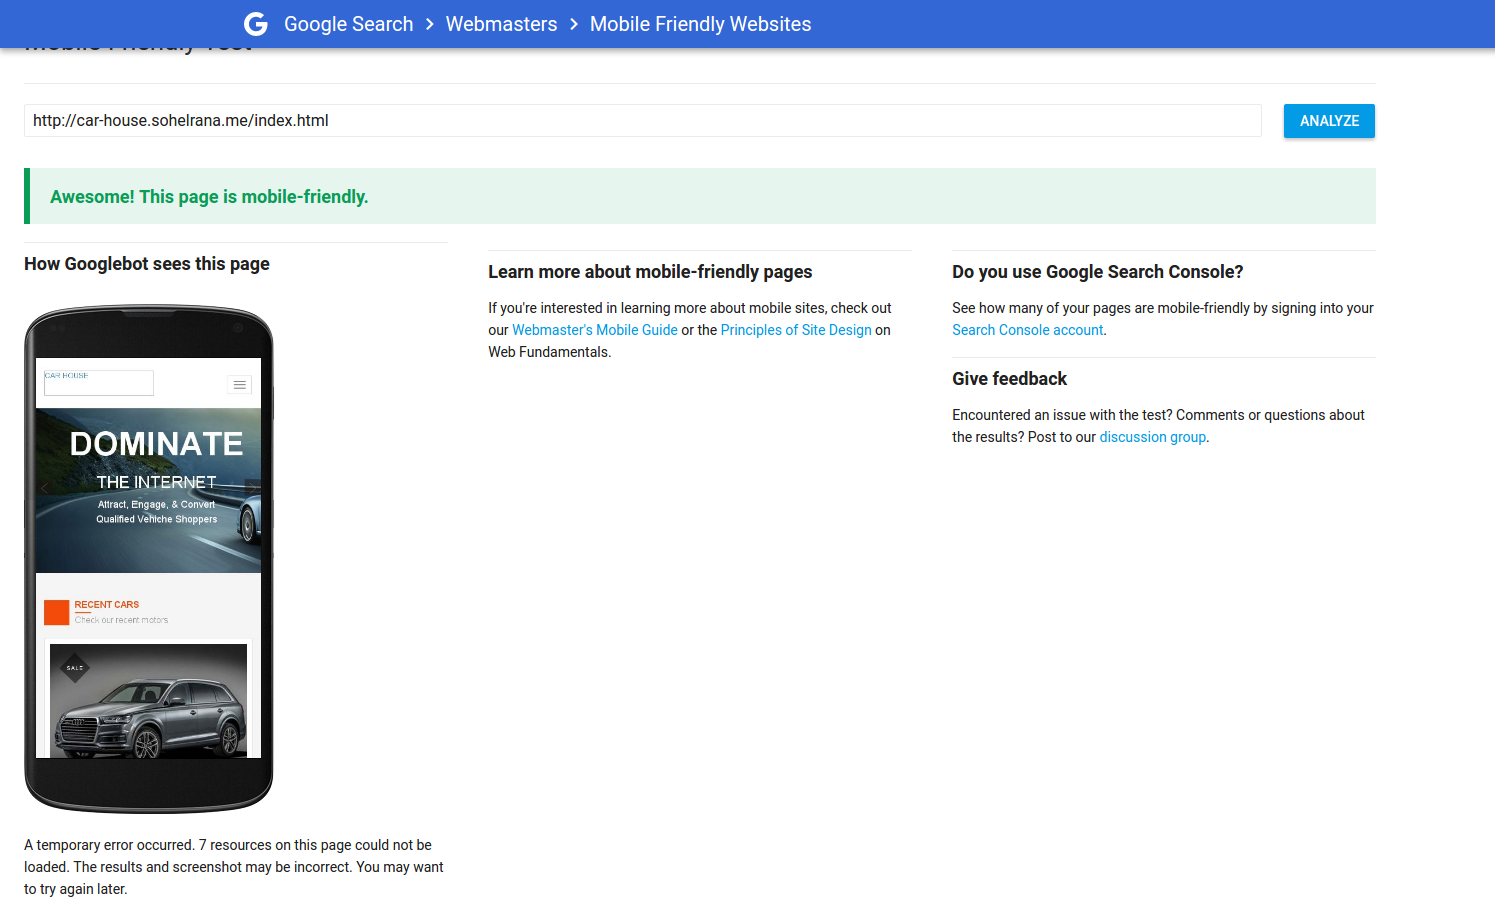 Google Search > Webmasters > Mobile Friendly Websites
Mobile Friendly Test
http://car-house.sohelrana.me/index.html
ANALYZE
Awesome! This page is mobile-friendly.
How Googlebot sees this page
CAR HOUSE
DOMINATE
THE INTERNET
Attract, Engage, & Convert
Qualified Vehiche Shoppers
RECENT CARS
Check our recent motors
SALE
A temporary error occurred. 7 resources on this page could not be
loaded. The results and screenshot may be incorrect. You may want
to try again later.
Learn more about mobile-friendly pages
If you're interested in learning more about mobile sites, check out
our Webmaster's Mobile Guide or the Principles of Site Design on
Web Fundamentals.
Do you use Google Search Console?
See how many of your pages are mobile-friendly by signing into your
Search Console account.
Give feedback
Encountered an issue with the test? Comments or questions about
the results? Post to our discussion group.